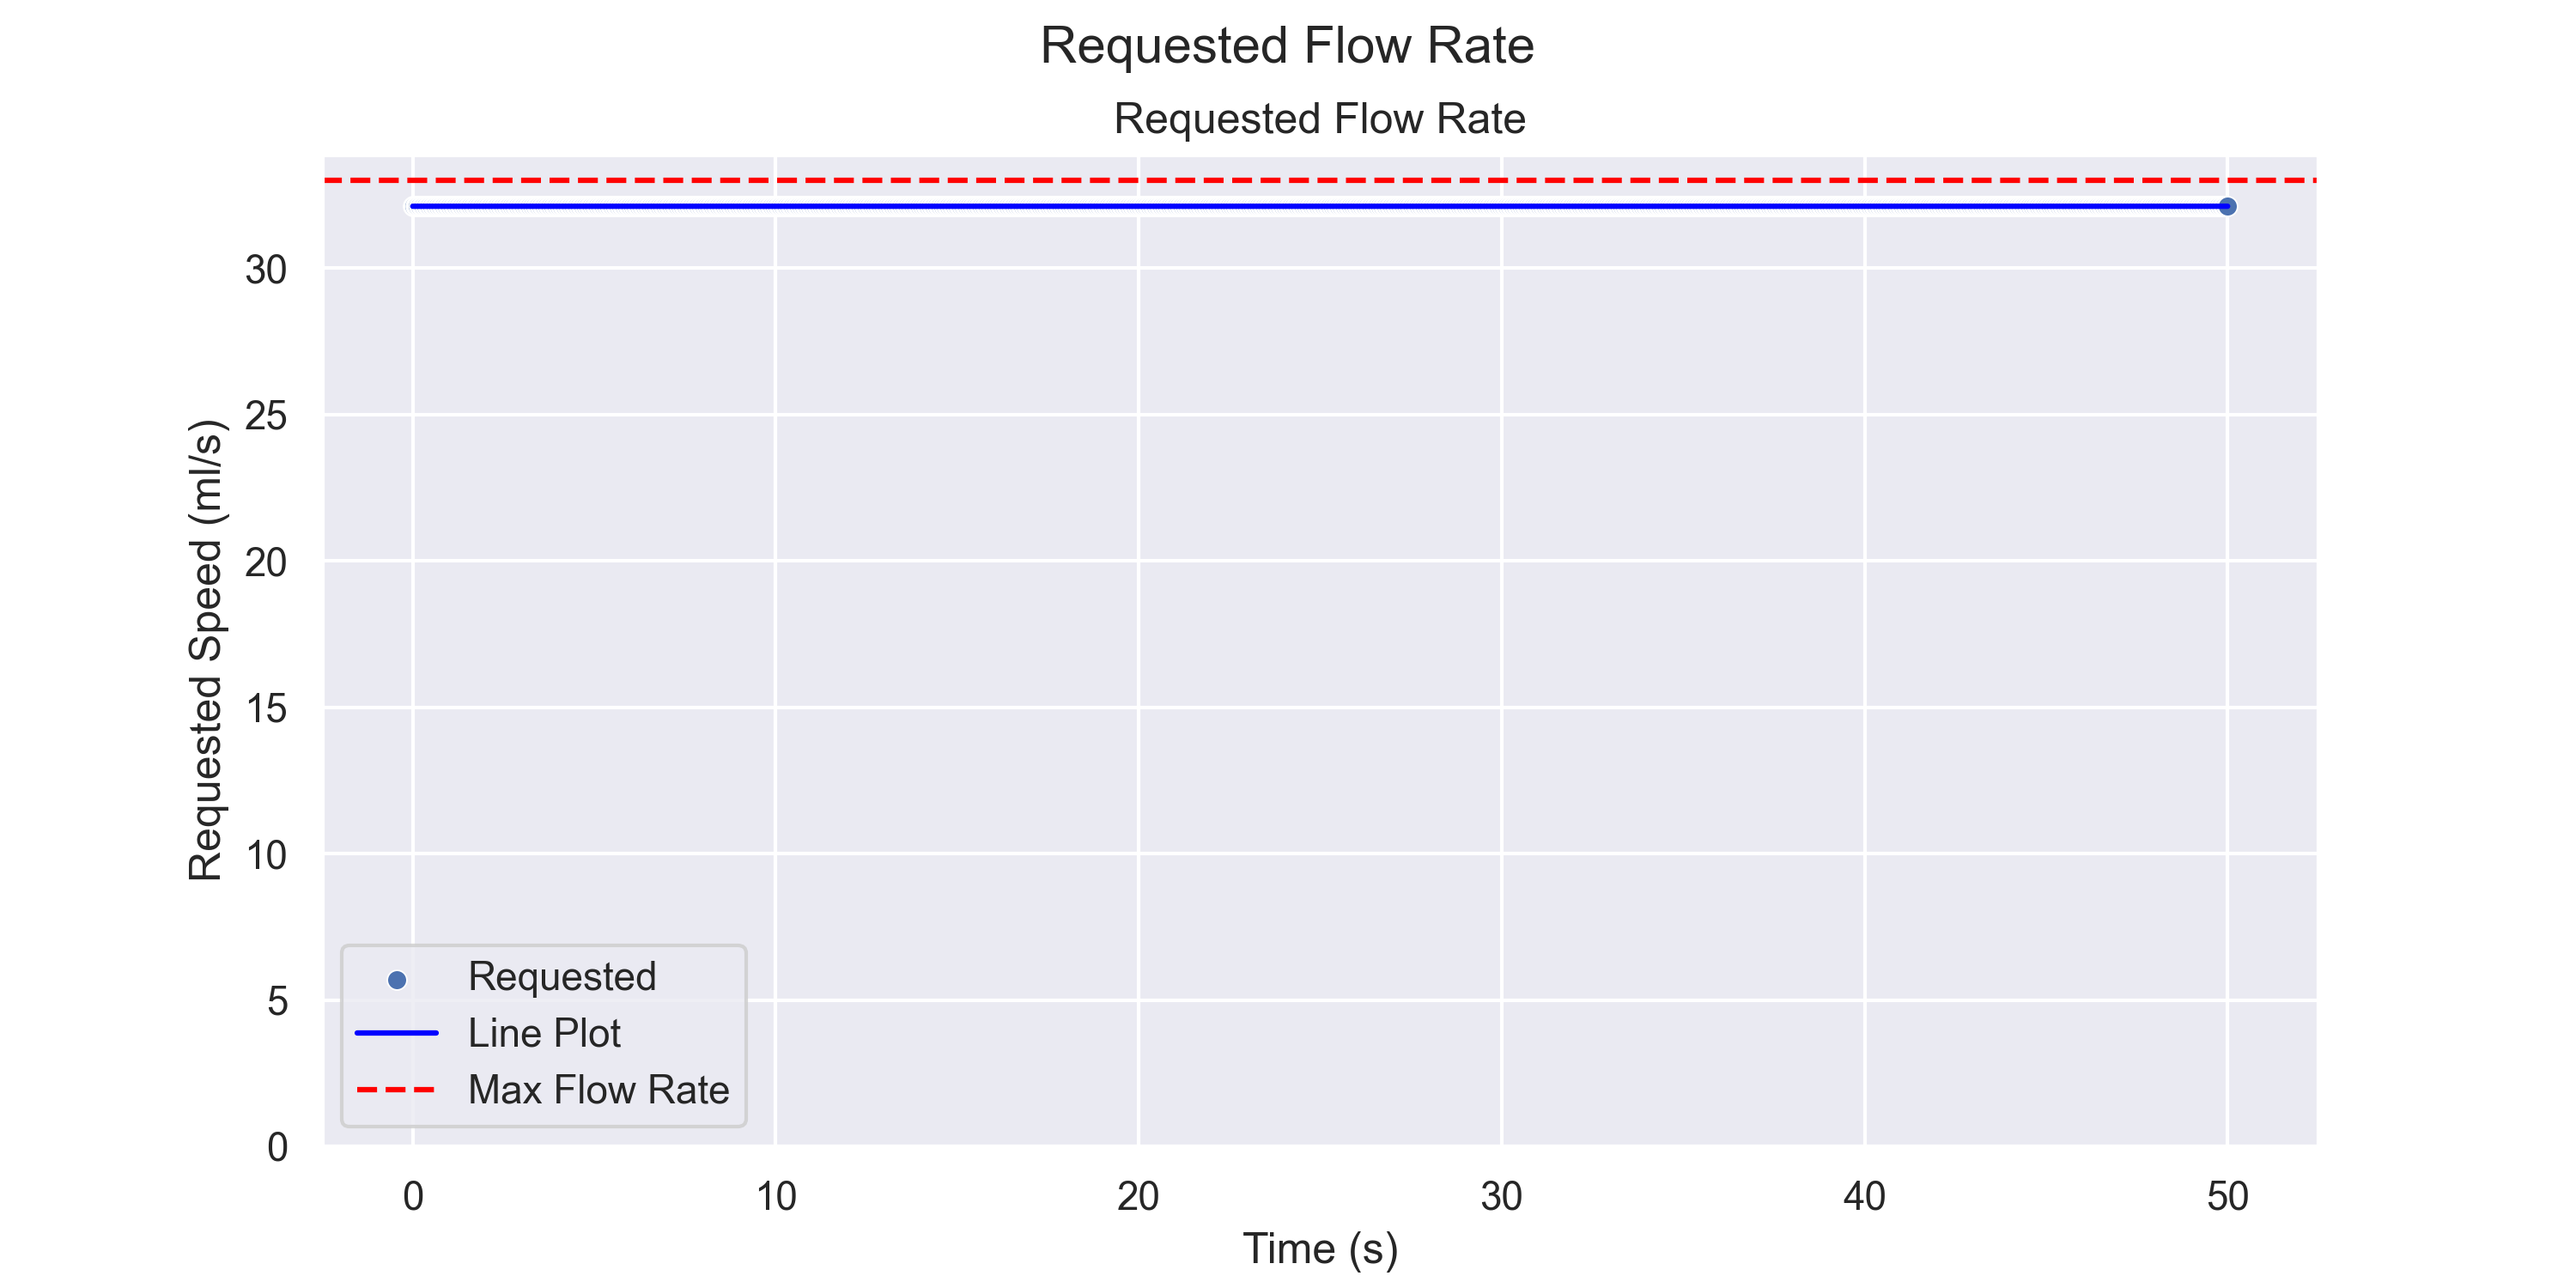 Requested Flow Rate
Requested Flow Rate
Requested Speed (ml/s)
30
25
20
15
10
5
0
Requested
Line Plot
Max Flow Rate
0 10 20 30 40 50
Time (s)